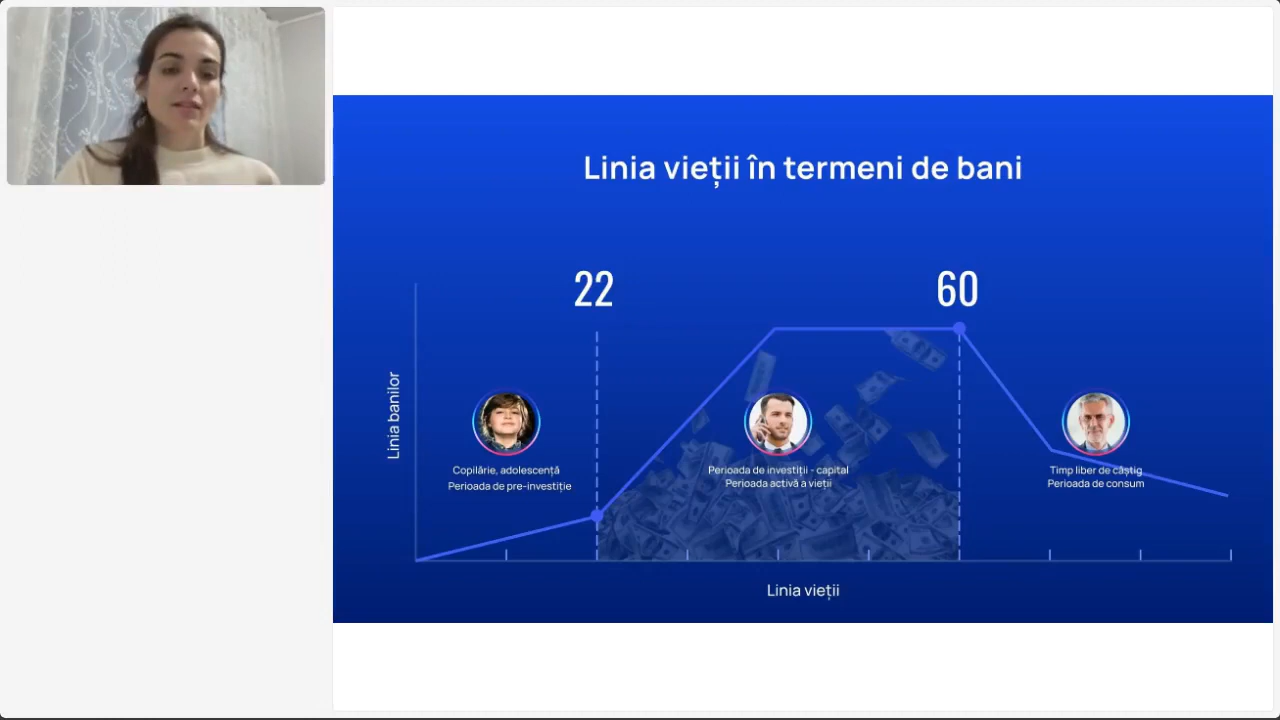 Linia vieții în termeni de bani
22
60
Linia banilor
Copilărie, adolescență
Perioada de pre-investiție
Perioada de investiții - capital
Perioada activă a vieții
Timp liber de câștig
Perioada de consum
Linia vieții